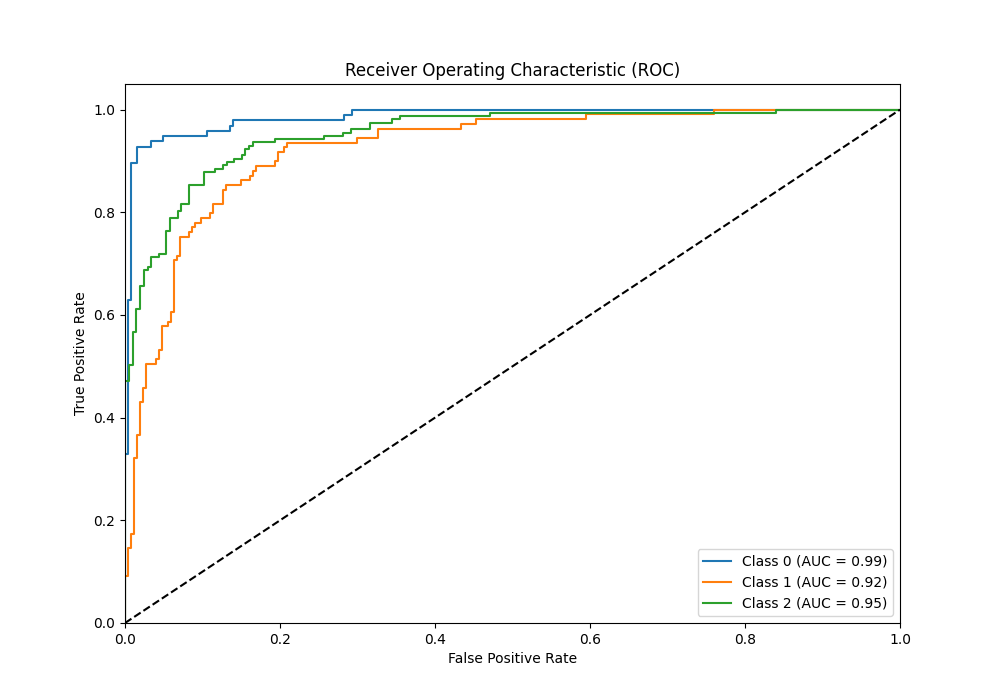 Receiver Operating Characteristic (ROC)
True Positive Rate
1.0
0.8
0.6
0.4
0.2
0.0
0.0 0.2 0.4 0.6 0.8 1.0
False Positive Rate
Class 0 (AUC = 0.99)
Class 1 (AUC = 0.92)
Class 2 (AUC = 0.95)